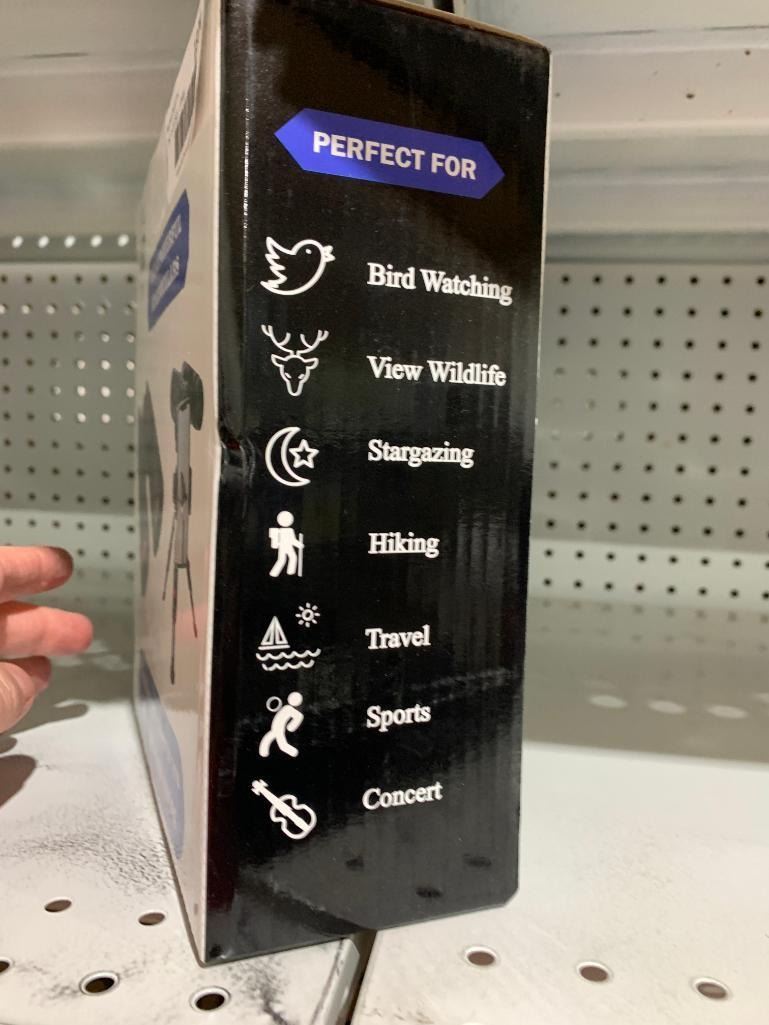 PERFECT FOR
Bird Watching
View Wildlife
Stargazing
Hiking
Travel
Sports
Concert